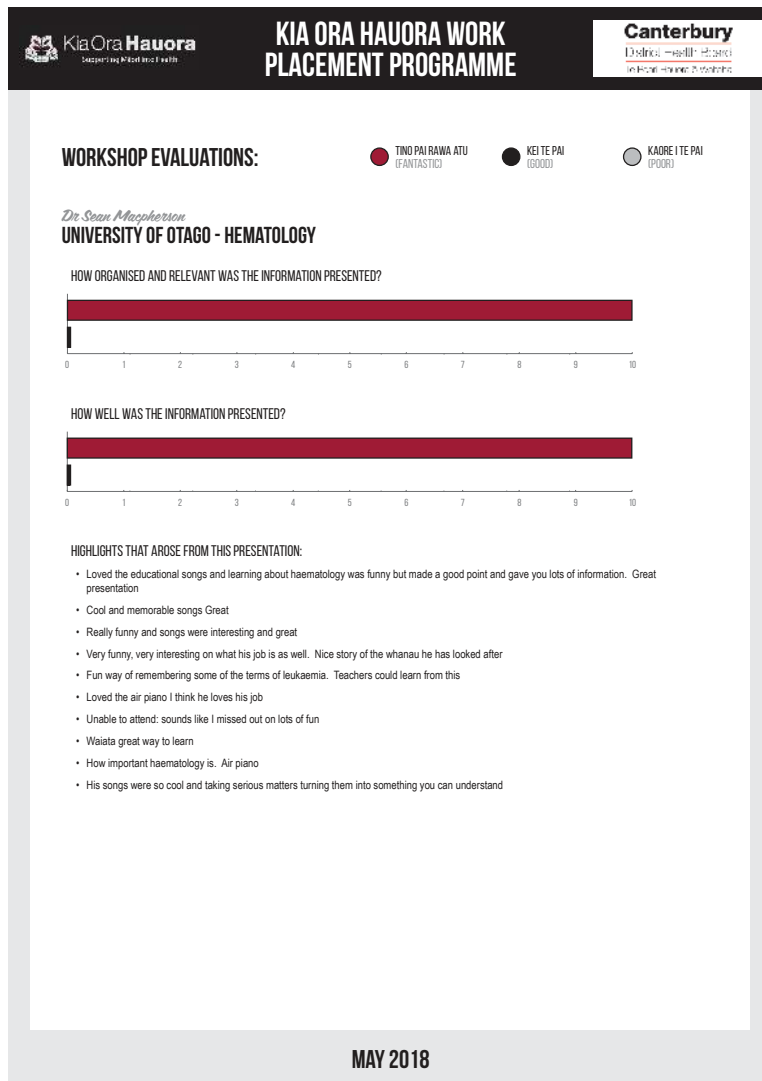 KiaOra Hauora
Supporting Māori into Health
KIA ORA HAUORA WORK
PLACEMENT PROGRAMME
Canterbury
District Health Board
Te Poari Hauora ō Waitaha
WORKSHOP EVALUATIONS:
TINO PAI RAWA ATU
(FANTASTIC)
KEI TE PAI
(GOOD)
KAORE I TE PAI
(POOR)
Dr Sean Macpherson
UNIVERSITY OF OTAGO - HEMATOLOGY
HOW ORGANISED AND RELEVANT WAS THE INFORMATION PRESENTED?
0 1 2 3 4 5 6 7 8 9 10
HOW WELL WAS THE INFORMATION PRESENTED?
0 1 2 3 4 5 6 7 8 9 10
HIGHLIGHTS THAT AROSE FROM THIS PRESENTATION:
• Loved the educational songs and learning about haematology was funny but made a good point and gave you lots of information. Great
presentation
• Cool and memorable songs Great
• Really funny and songs were interesting and great
• Very funny, very interesting on what his job is as well. Nice story of the whanau he has looked after
• Fun way of remembering some of the terms of leukaemia. Teachers could learn from this
• Loved the air piano I think he loves his job
• Unable to attend: sounds like I missed out on lots of fun
• Waiata great way to learn
• How important haematology is. Air piano
• His songs were so cool and taking serious matters turning them into something you can understand
MAY 2018